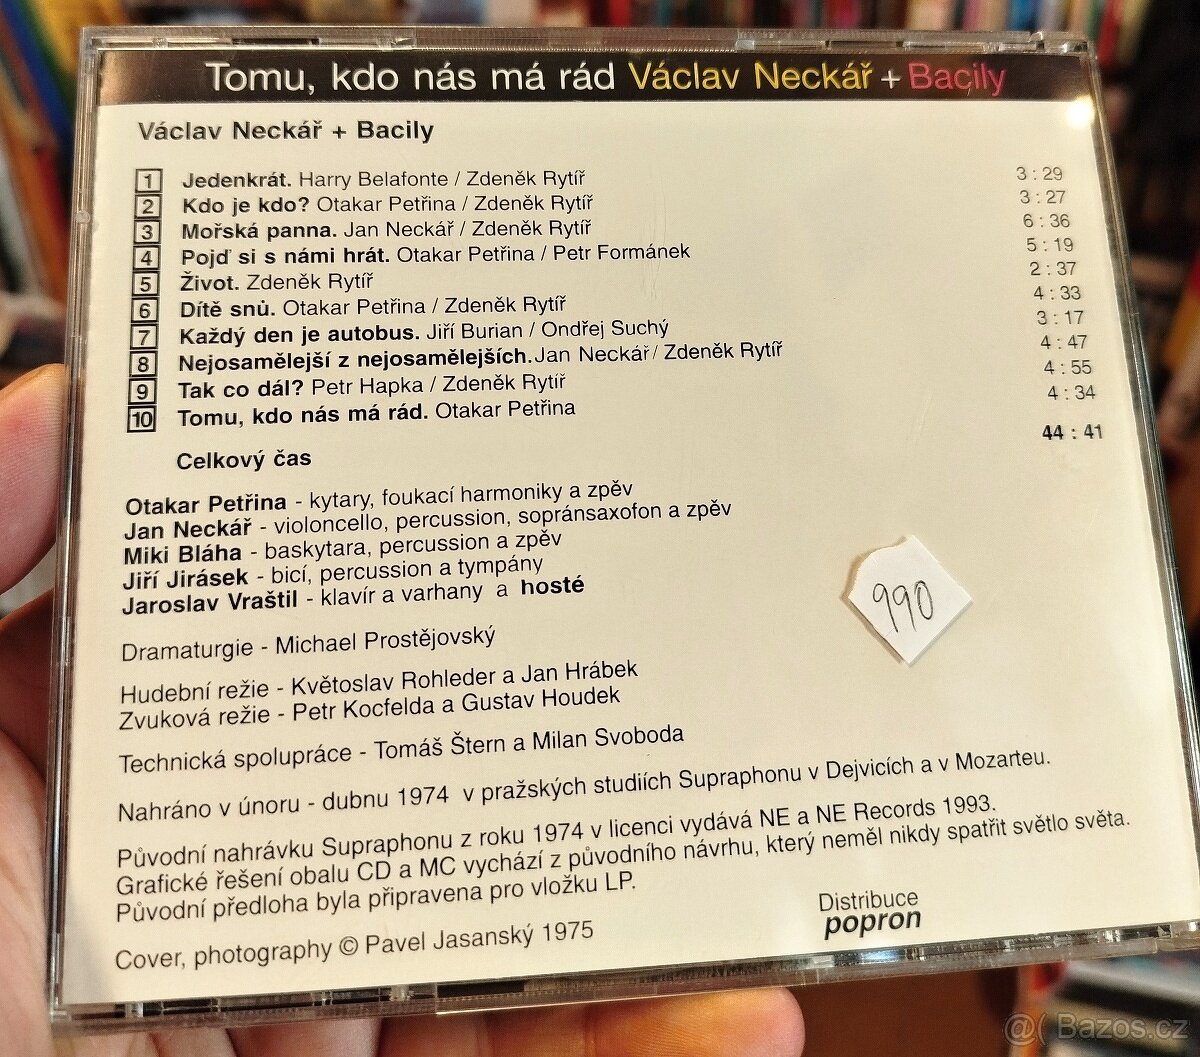 Tomu, kdo nás má rád Václav Neckář + Bacily
Václav Neckář + Bacily
1 Jedenkrát. Harry Belafonte / Zdeněk Rytíř 3 : 29
2 Kdo je kdo? Otakar Petřina / Zdeněk Rytíř 3 : 27
3 Mořská panna. Jan Neckář / Zdeněk Rytíř 6 : 36
4 Pojď si s námi hrát. Otakar Petřina / Petr Formánek 5 : 19
5 Život. Zdeněk Rytíř 2 : 37
6 Dítě snů. Otakar Petřina / Zdeněk Rytíř 4 : 33
7 Každý den je autobus. Jiří Burian / Ondřej Suchý 3 : 17
8 Nejosamělejší z nejosamělejších. Jan Neckář / Zdeněk Rytíř 4 : 47
9 Tak co dál? Petr Hapka / Zdeněk Rytíř 4 : 55
10 Tomu, kdo nás má rád. Otakar Petřina 4 : 34
Celkový čas 44 : 41
Otakar Petřina - kytary, foukací harmoniky a zpěv
Jan Neckář - violoncello, percussion, sopránsaxofon a zpěv
Miki Bláha - baskytara, percussion a zpěv
Jiří Jirásek - bicí, percussion a tympány
Jaroslav Vraštil - klavír a varhany a hosté
990
Dramaturgie - Michael Prostějovský
Hudební režie - Květoslav Rohleder a Jan Hrábek
Zvuková režie - Petr Kocfelda a Gustav Houdek
Technická spolupráce - Tomáš Štern a Milan Svoboda
Nahráno v únoru - dubnu 1974 v pražských studiích Supraphonu v Dejvicích a v Mozarteu.
Původní nahrávku Supraphonu z roku 1974 v licenci vydává NE a NE Records 1993.
Grafické řešení obalu CD a MC vychází z původního návrhu, který neměl nikdy spatřit světlo světa.
Původní předloha byla připravena pro vložku LP.
Distribuce
popron
Cover, photography © Pavel Jasanský 1975
@( Bazos.cz